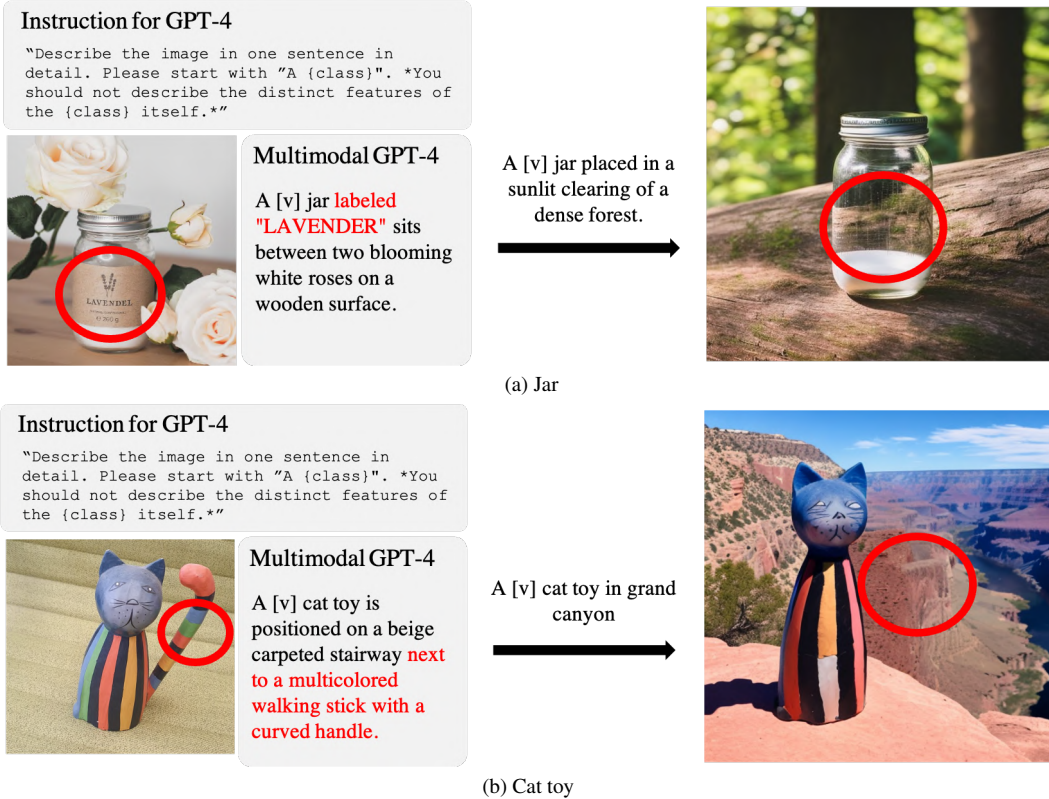 Instruction for GPT-4
“Describe the image in one sentence in
detail. Please start with ”A {class}". *You
should not describe the distinct features of
the {class} itself.*”
Multimodal GPT-4
A [v] jar labeled
"LAVENDER" sits
between two blooming
white roses on a
wooden surface.
LAVENDEL
℮ 360 g
A [v] jar placed in a
sunlit clearing of a
dense forest.
(a) Jar
Instruction for GPT-4
“Describe the image in one sentence in
detail. Please start with ”A {class}". *You
should not describe the distinct features of
the {class} itself.*”
Multimodal GPT-4
A [v] cat toy is
positioned on a beige
carpeted stairway next
to a multicolored
walking stick with a
curved handle.
A [v] cat toy in grand
canyon
(b) Cat toy